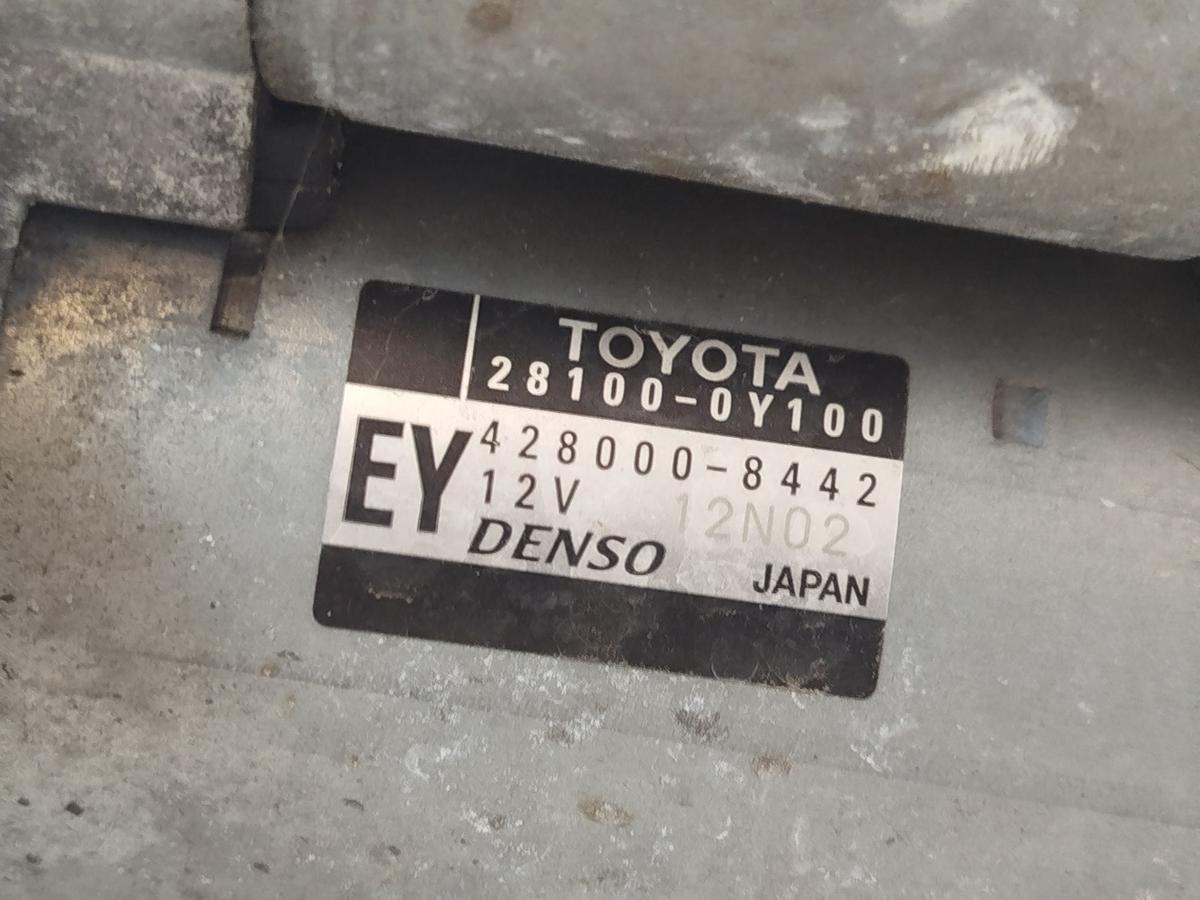 TOYOTA
28100-0Y100
EY
428000-8442
12V 12N02
DENSO JAPAN